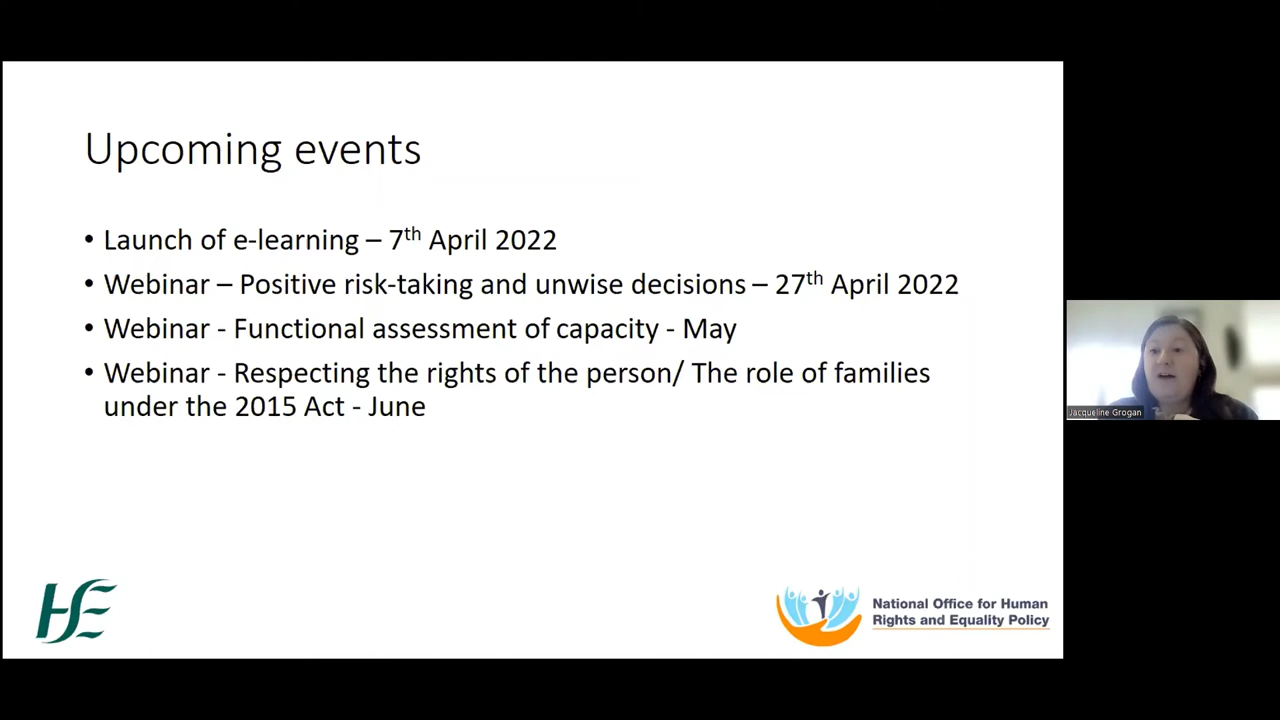 Upcoming events
• Launch of e-learning – 7th April 2022
• Webinar – Positive risk-taking and unwise decisions – 27th April 2022
• Webinar - Functional assessment of capacity - May
• Webinar - Respecting the rights of the person/ The role of families
under the 2015 Act - June
Jacqueline Grogan
HSE
National Office for Human
Rights and Equality Policy